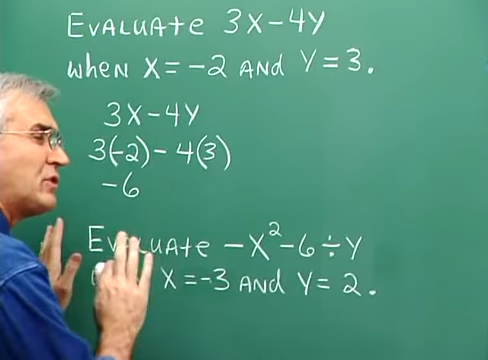 EVALUATE 3X-4Y
WHEN X=-2 AND Y=3.
3X-4Y
3(-2)-4(3)
-6
EVALUATE -X²-6÷Y
X=-3 AND Y=2.